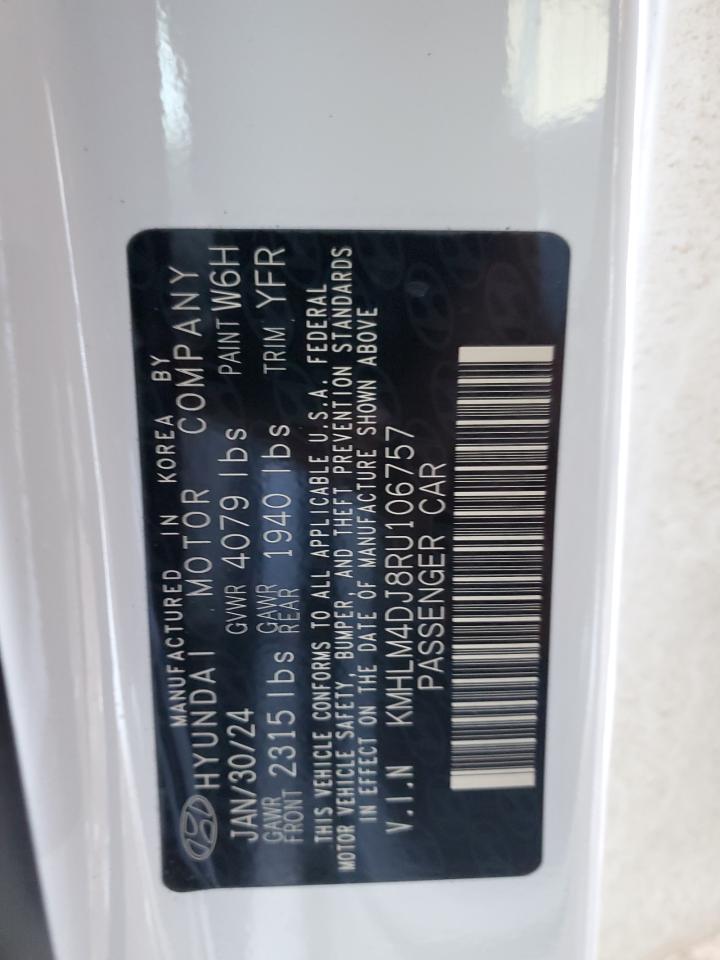 MANUFACTURED IN KOREA BY
HYUNDAI MOTOR COMPANY
JAN/30/24 GVWR 4079 lbs PAINT W6H
GAWR FRONT 2315 lbs GAWR REAR 1940 lbs TRIM YFR
THIS VEHICLE CONFORMS TO ALL APPLICABLE U.S.A. FEDERAL
MOTOR VEHICLE SAFETY, BUMPER, AND THEFT PREVENTION STANDARDS
IN EFFECT ON THE DATE OF MANUFACTURE SHOWN ABOVE
V.I.N KMHLM4DJ8RU106757
PASSENGER CAR